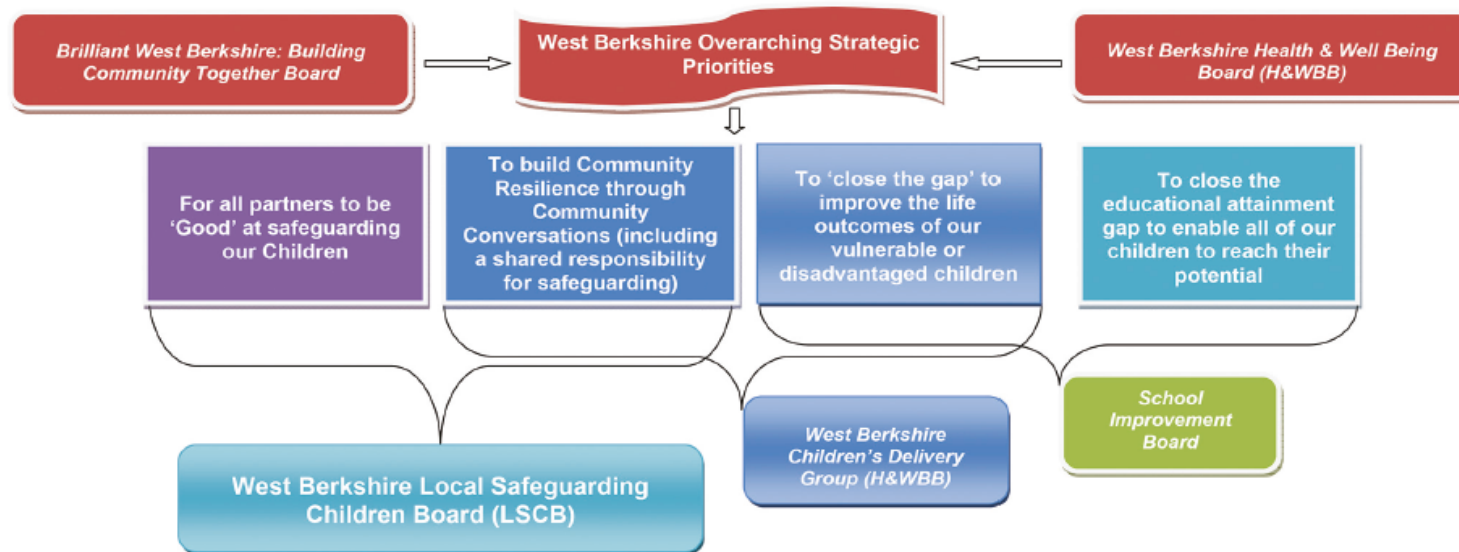 Brilliant West Berkshire: Building
Community Together Board
West Berkshire Overarching Strategic
Priorities
West Berkshire Health & Well Being
Board (H&WBB)
For all partners to be
‘Good’ at safeguarding
our Children
To build Community
Resilience through
Community
Conversations (including
a shared responsibility
for safeguarding)
To ‘close the gap’ to
improve the life
outcomes of our
vulnerable or
disadvantaged children
To close the
educational attainment
gap to enable all of our
children to reach their
potential
West Berkshire Local Safeguarding
Children Board (LSCB)
West Berkshire
Children’s Delivery
Group (H&WBB)
School
Improvement
Board